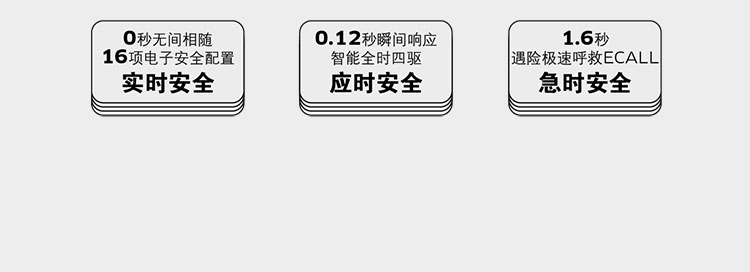 0秒无间相随
16项电子安全配置
实时安全
0.12秒瞬间响应
智能全时四驱
应时安全
1.6秒
遇险极速呼救ECALL
急时安全